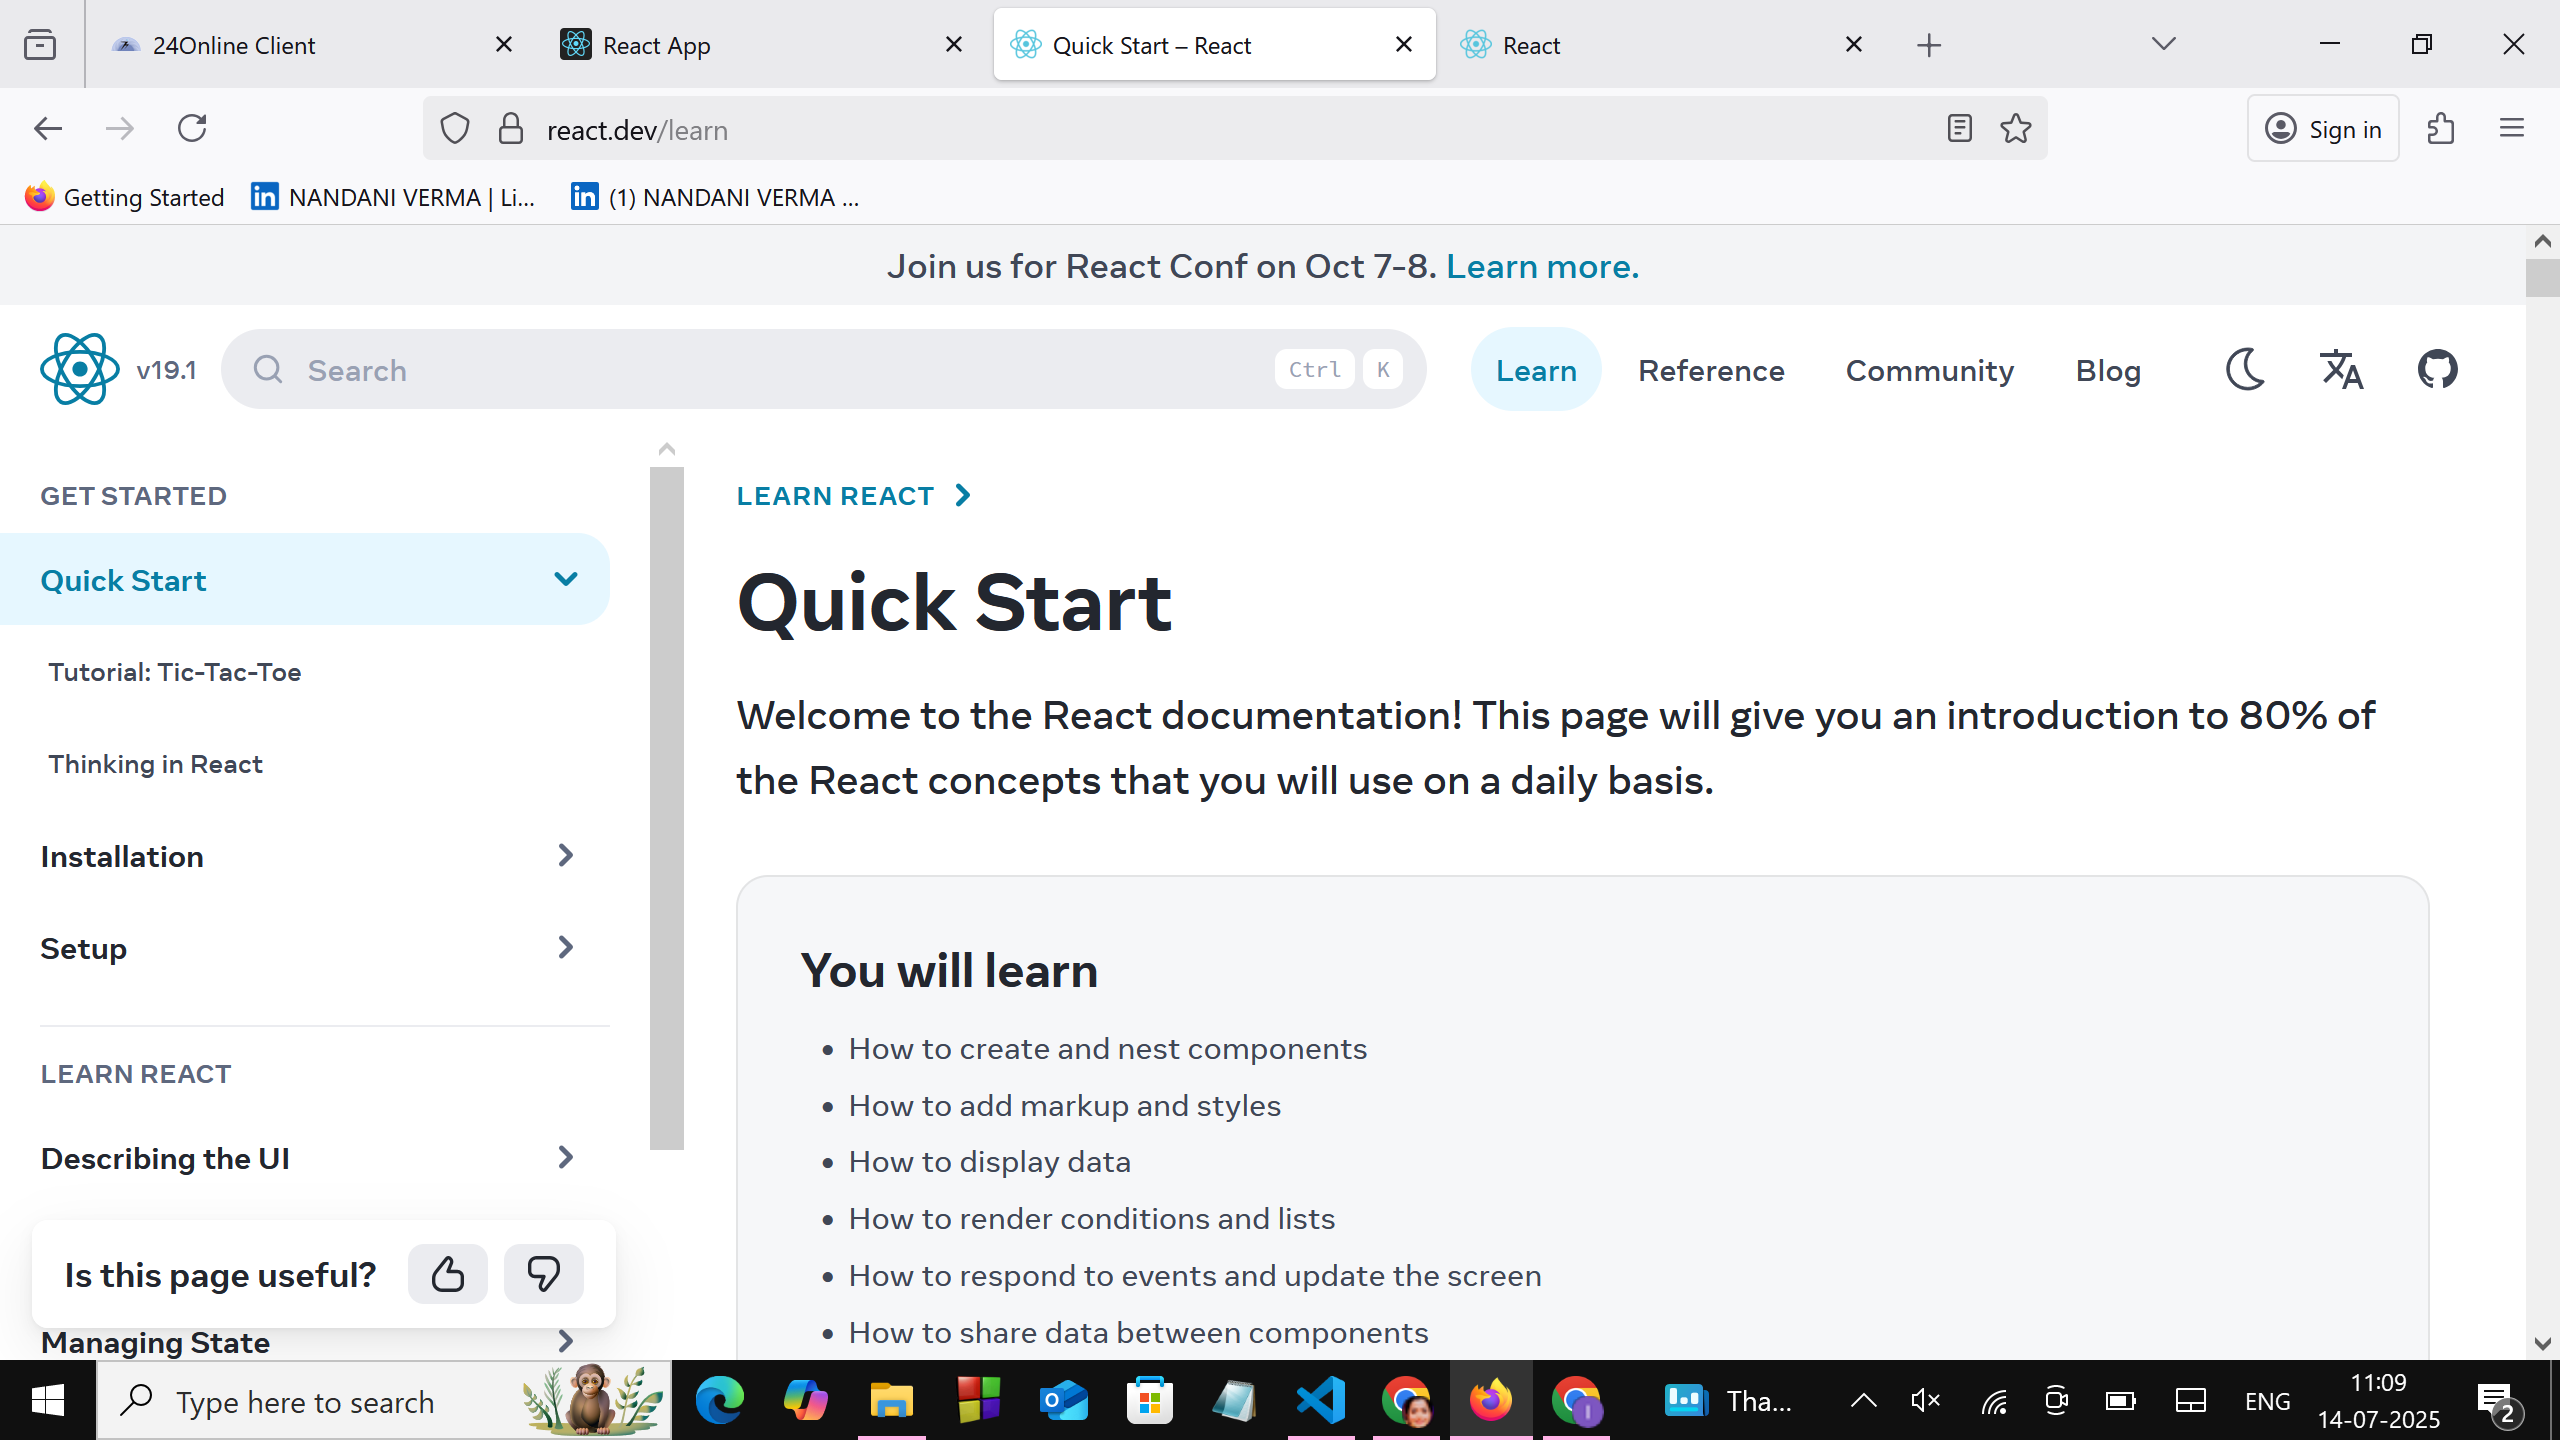 24Online Client
React App
Quick Start – React
React
react.dev/learn
Sign in
Getting Started
NANDANI VERMA | Li...
(1) NANDANI VERMA ...
Join us for React Conf on Oct 7-8. Learn more.
v19.1
Search
Ctrl K
Learn
Reference
Community
Blog
GET STARTED
Quick Start
Tutorial: Tic-Tac-Toe
Thinking in React
Installation
Setup
LEARN REACT
Describing the UI
Is this page useful?
Managing State
LEARN REACT
Quick Start
Welcome to the React documentation! This page will give you an introduction to 80% of
the React concepts that you will use on a daily basis.
You will learn
• How to create and nest components
• How to add markup and styles
• How to display data
• How to render conditions and lists
• How to respond to events and update the screen
• How to share data between components
Type here to search
Tha...
ENG
11:09
14-07-2025
2